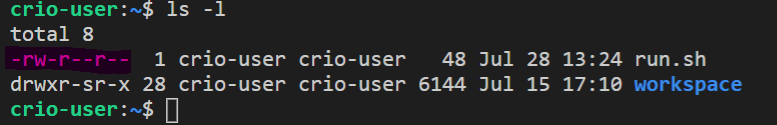 crio-user:~$ ls -l
total 8
-rw-r--r-- 1 crio-user crio-user 48 Jul 28 13:24 run.sh
drwxr-sr-x 28 crio-user crio-user 6144 Jul 15 17:10 workspace
crio-user:~$